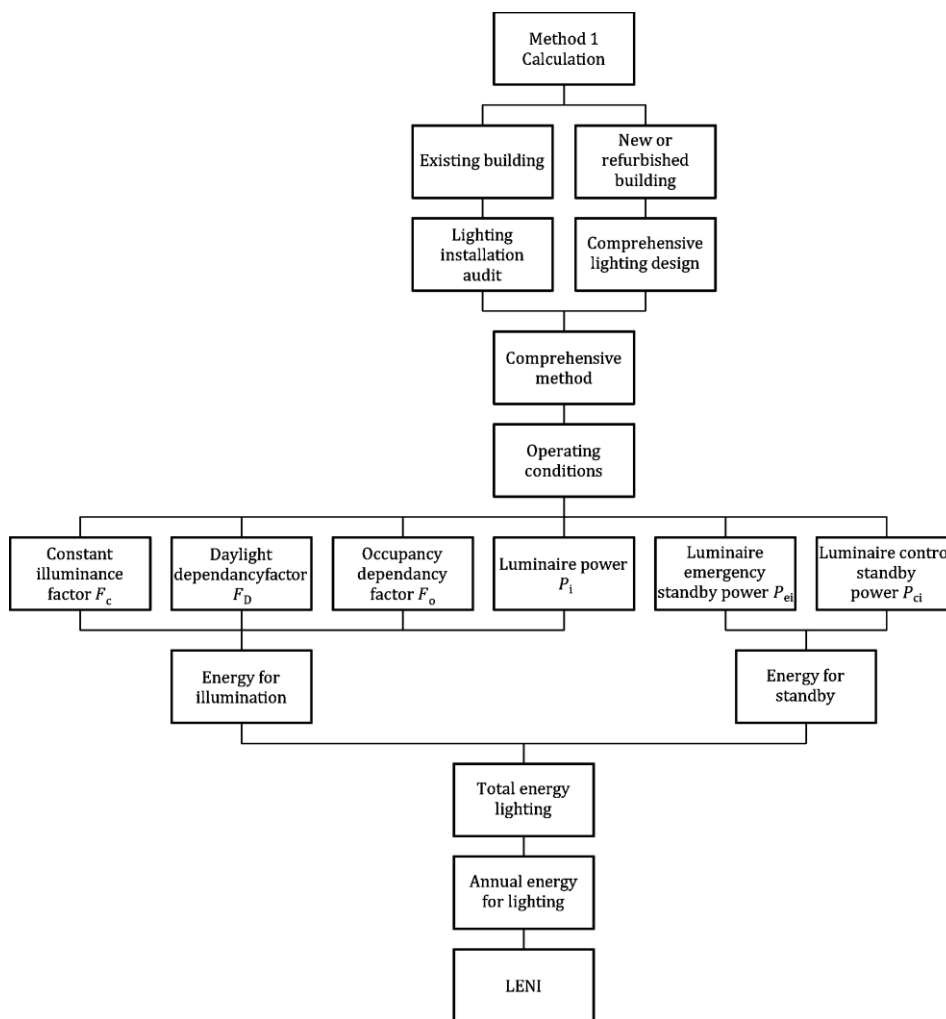 Method 1
Calculation
Existing building
New or
refurbished
building
Lighting
installation
audit
Comprehensive
lighting design
Comprehensive
method
Operating
conditions
Constant
illuminance
factor Fc
Daylight
dependancyfactor
FD
Occupancy
dependancy
factor Fo
Luminaire power
Pi
Luminaire
emergency
standby power Pei
Luminaire control
standby
power Pci
Energy for
illumination
Energy for
standby
Total energy
lighting
Annual energy
for lighting
LENI